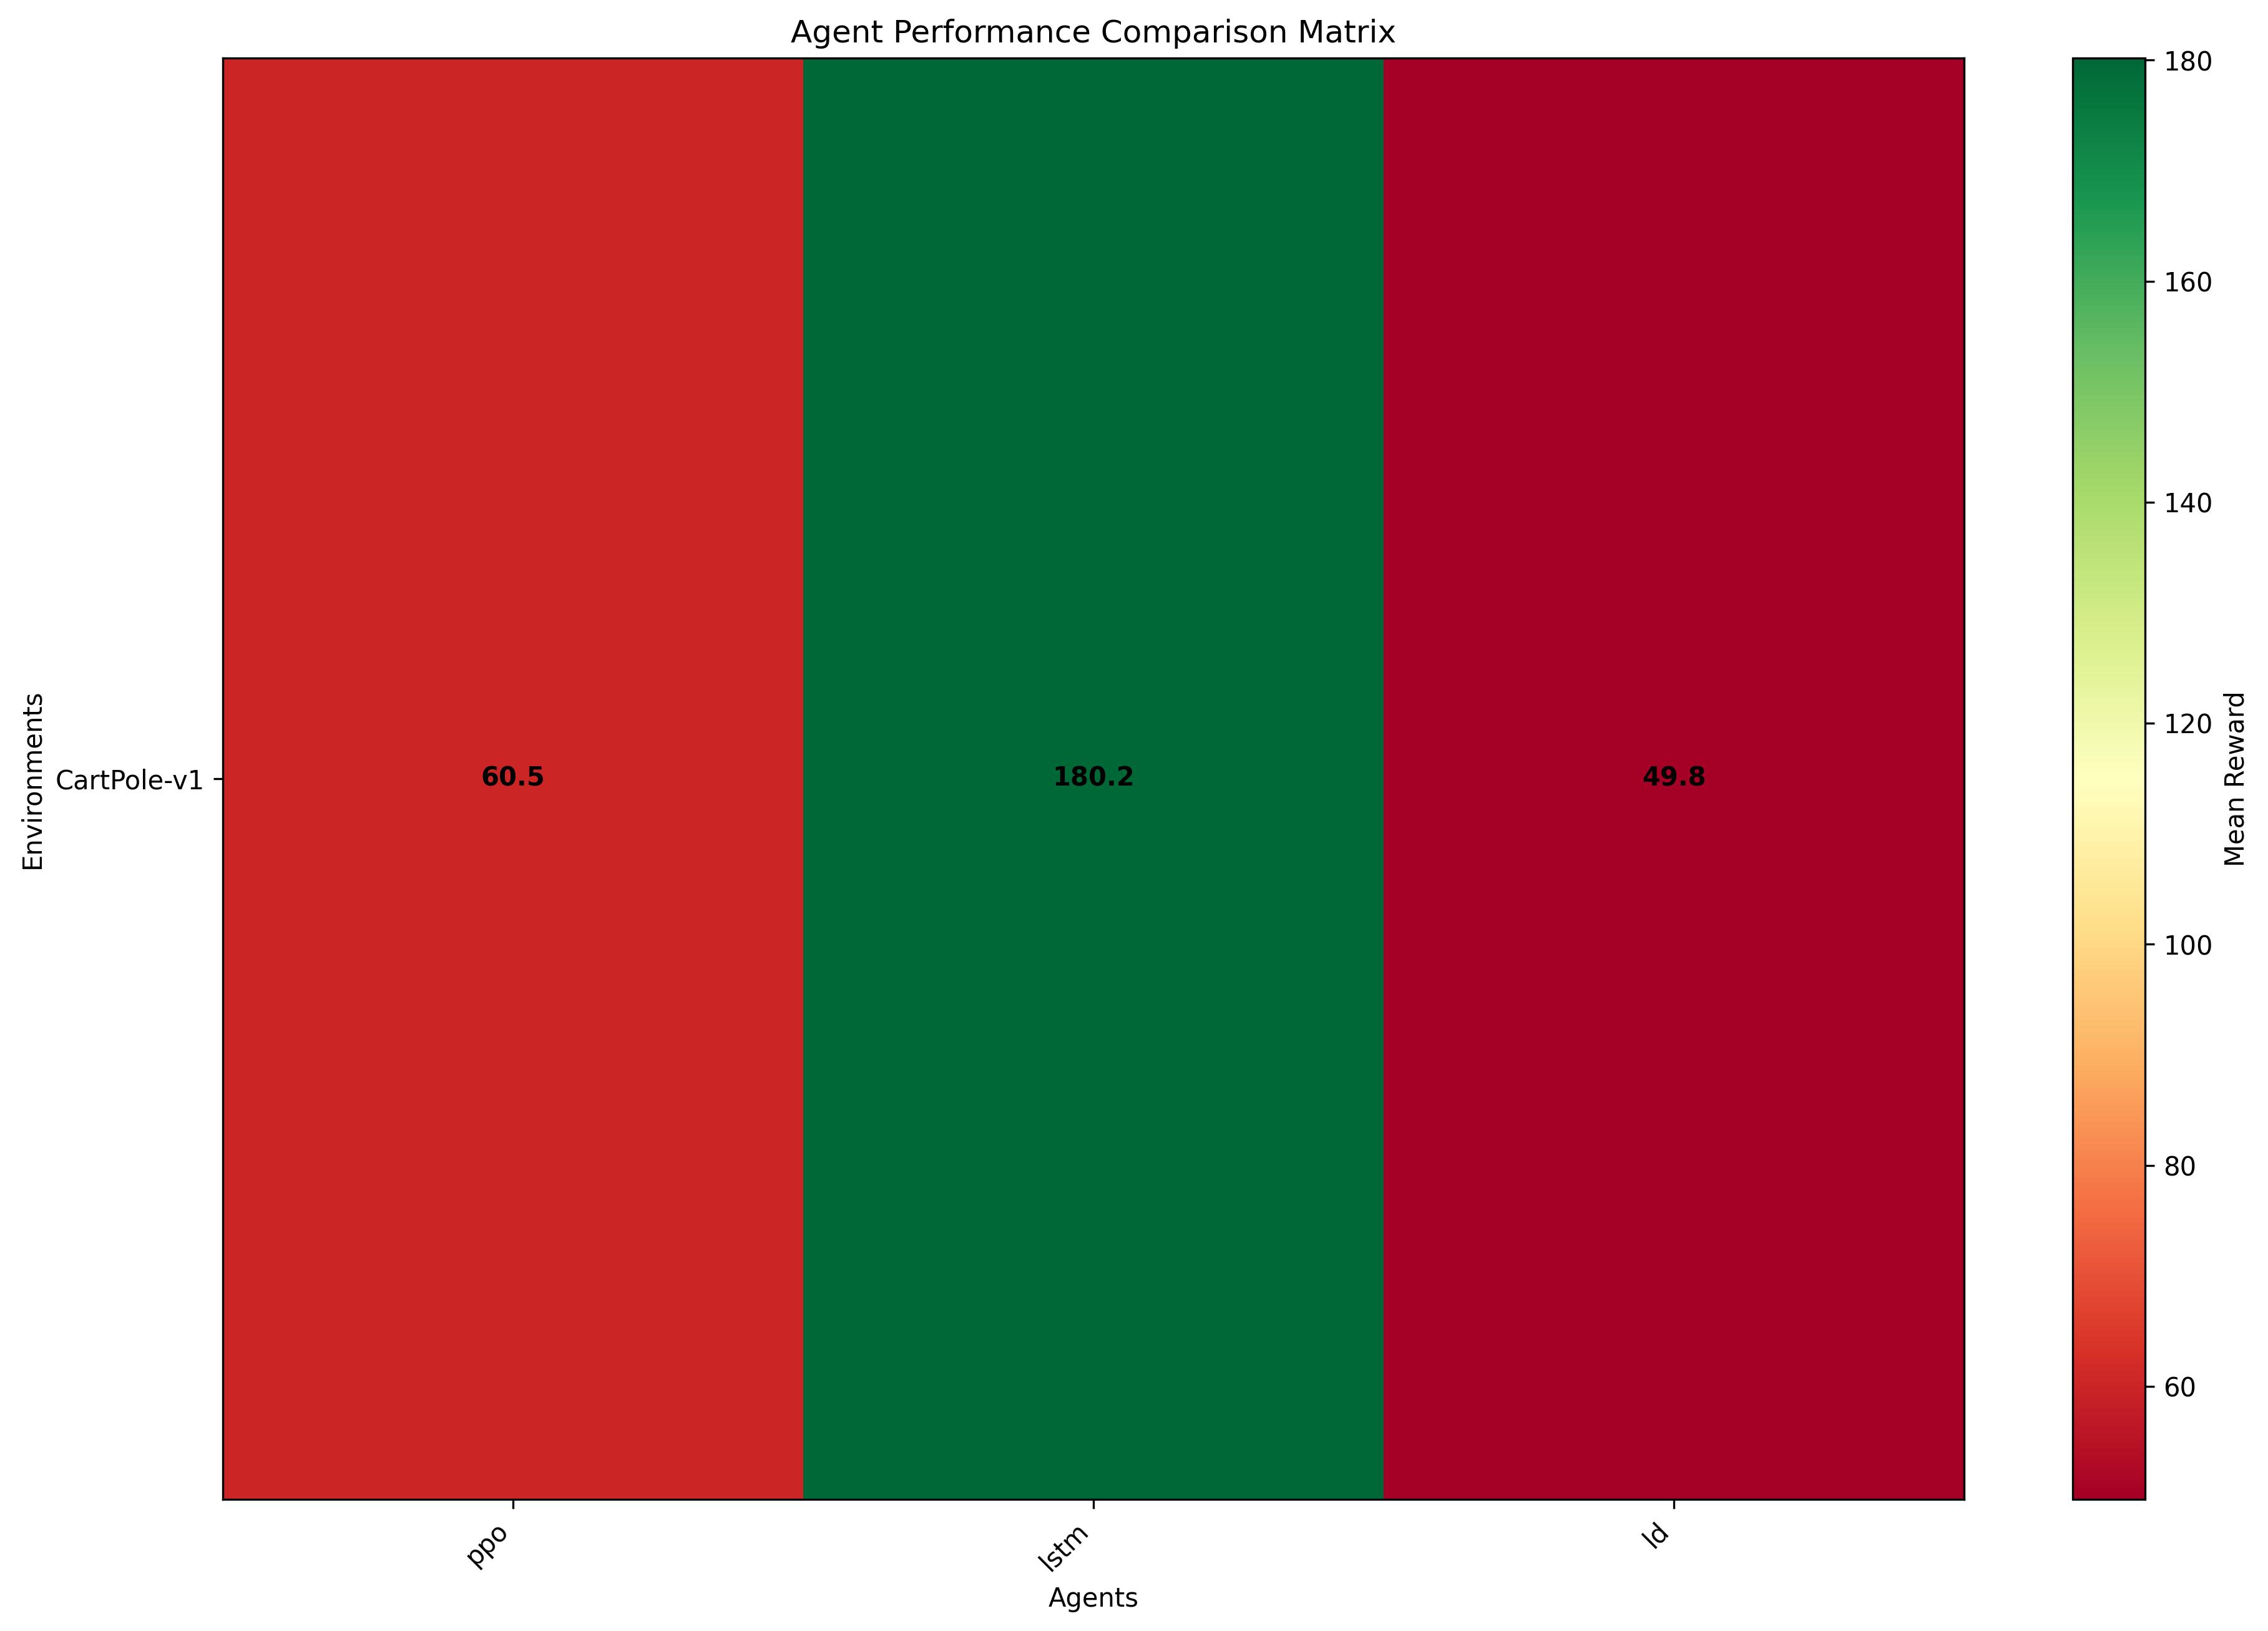 Agent Performance Comparison Matrix
Environments
CartPole-v1
60.5
180.2
49.8
ppo
lstm
ld
Agents
180
160
140
120
100
80
60
Mean Reward